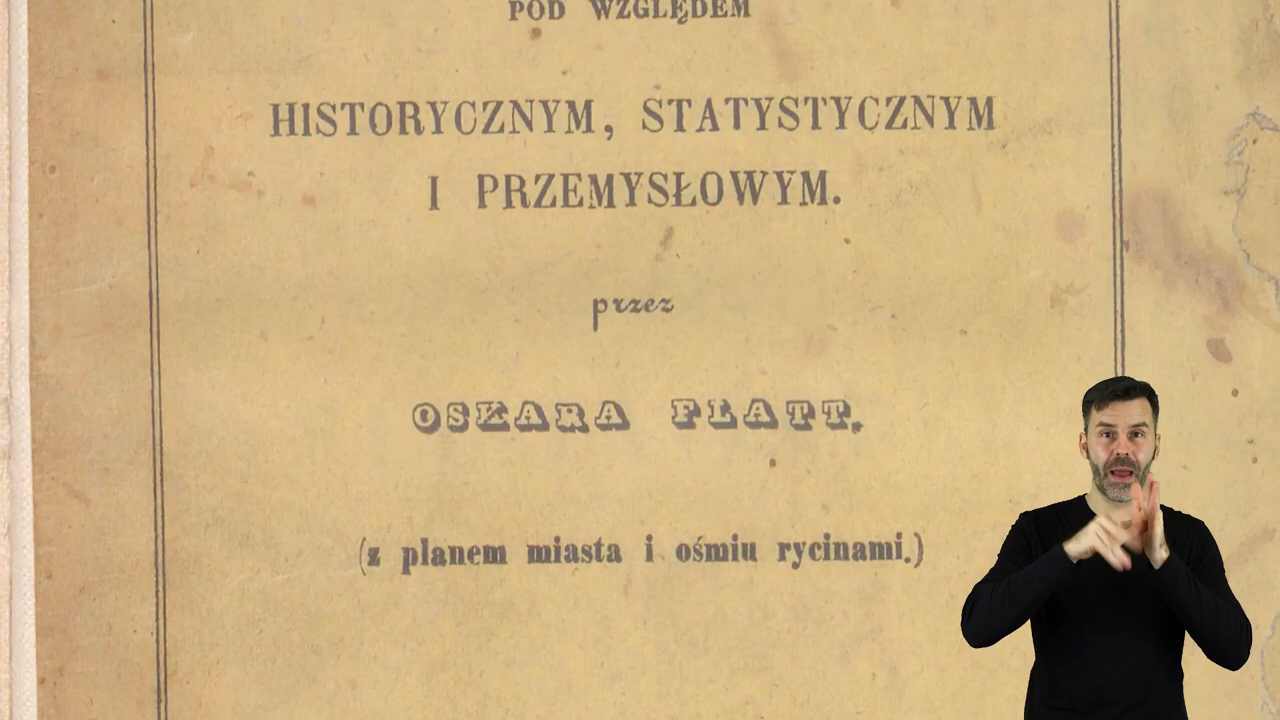 POD WZGLĘDEM
HISTORYCZNYM, STATYSTYCZNYM
I PRZEMYSŁOWYM.
przez
OSKARA FLATT.
(z planem miasta i ośmiu rycinami.)